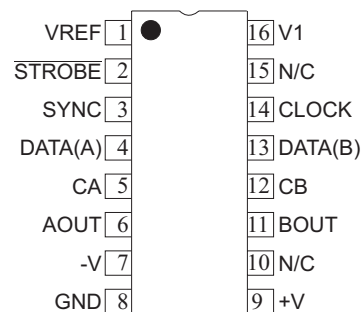 VREF 1 16 V1
STROBE 2 15 N/C
SYNC 3 14 CLOCK
DATA(A) 4 13 DATA(B)
CA 5 12 CB
AOUT 6 11 BOUT
-V 7 10 N/C
GND 8 9 +V